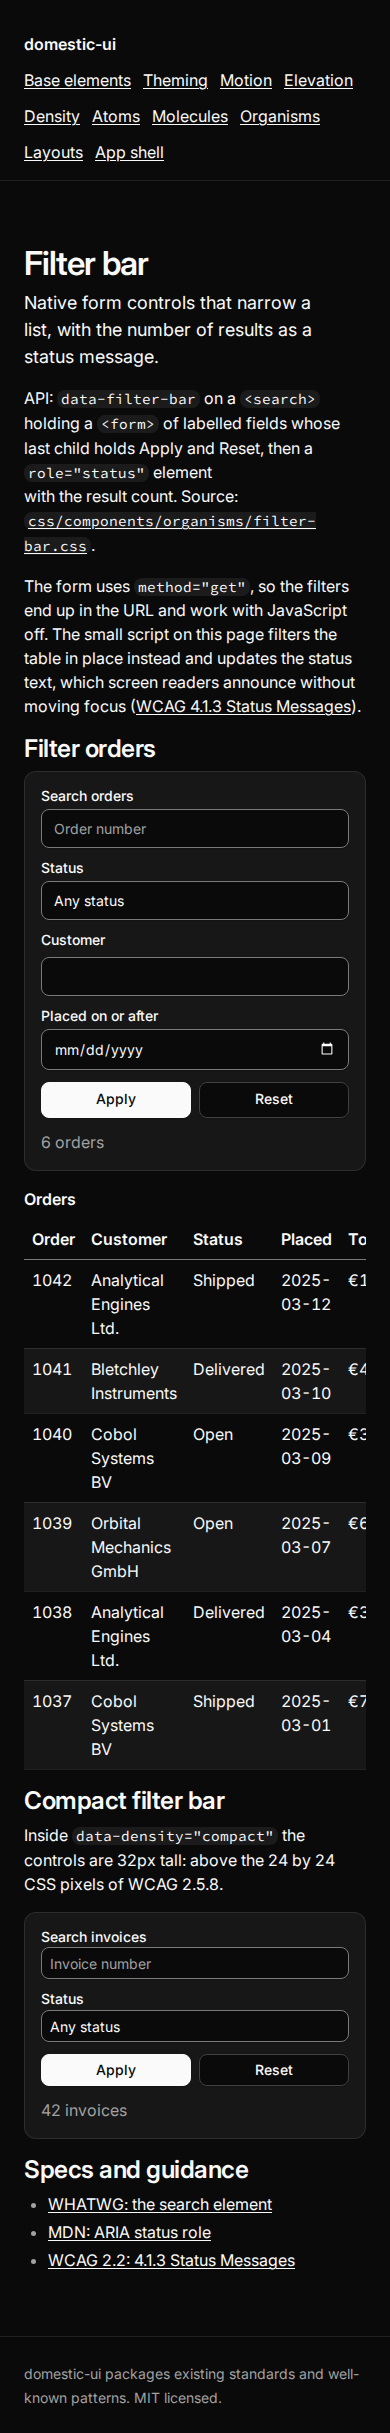 domestic-ui
Base elements Theming Motion Elevation
Density Atoms Molecules Organisms
Layouts App shell
Filter bar
Native form controls that narrow a
list, with the number of results as a
status message.
API: data-filter-bar on a <search>
holding a <form> of labelled fields whose
last child holds Apply and Reset, then a
role="status" element
with the result count. Source:
css/components/organisms/filter-
bar.css.
The form uses method="get", so the filters
end up in the URL and work with JavaScript
off. The small script on this page filters the
table in place instead and updates the status
text, which screen readers announce without
moving focus (WCAG 4.1.3 Status Messages).
Filter orders
Search orders
Order number
Status
Any status
Customer
Placed on or after
mm/dd/yyyy
Apply Reset
6 orders
Orders
Order Customer Status Placed To
1042 Analytical Shipped 2025- €1
Engines 03-12
Ltd.
1041 Bletchley Delivered 2025- €4
Instruments 03-10
1040 Cobol Open 2025- €3
Systems 03-09
BV
1039 Orbital Open 2025- €6
Mechanics 03-07
GmbH
1038 Analytical Delivered 2025- €3
Engines 03-04
Ltd.
1037 Cobol Shipped 2025- €7
Systems 03-01
BV
Compact filter bar
Inside data-density="compact" the
controls are 32px tall: above the 24 by 24
CSS pixels of WCAG 2.5.8.
Search invoices
Invoice number
Status
Any status
Apply Reset
42 invoices
Specs and guidance
WHATWG: the search element
MDN: ARIA status role
WCAG 2.2: 4.1.3 Status Messages
domestic-ui packages existing standards and well-
known patterns. MIT licensed.